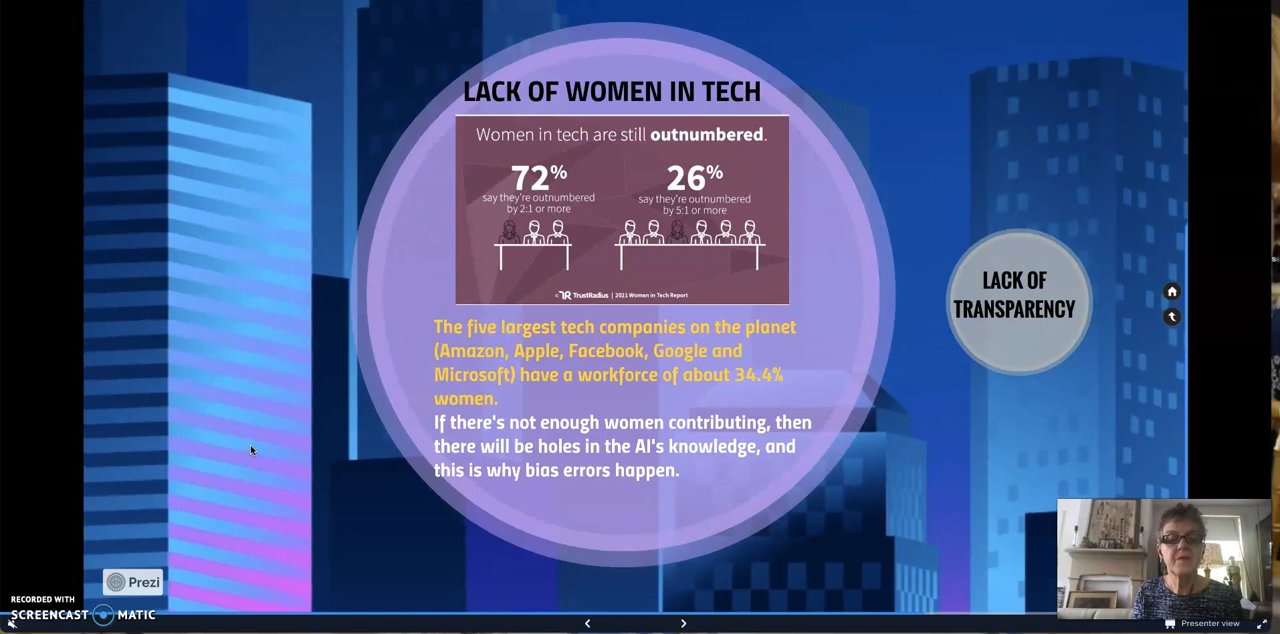 LACK OF WOMEN IN TECH
Women in tech are still outnumbered.
72%
say they're outnumbered
by 2:1 or more
26%
say they're outnumbered
by 5:1 or more
© TR TrustRadius | 2021 Women in Tech Report
The five largest tech companies on the planet
(Amazon, Apple, Facebook, Google and
Microsoft) have a workforce of about 34.4%
women.
If there's not enough women contributing, then
there will be holes in the AI's knowledge, and
this is why bias errors happen.
LACK OF
TRANSPARENCY
Prezi
RECORDED WITH
SCREENCAST MATIC
Presenter view